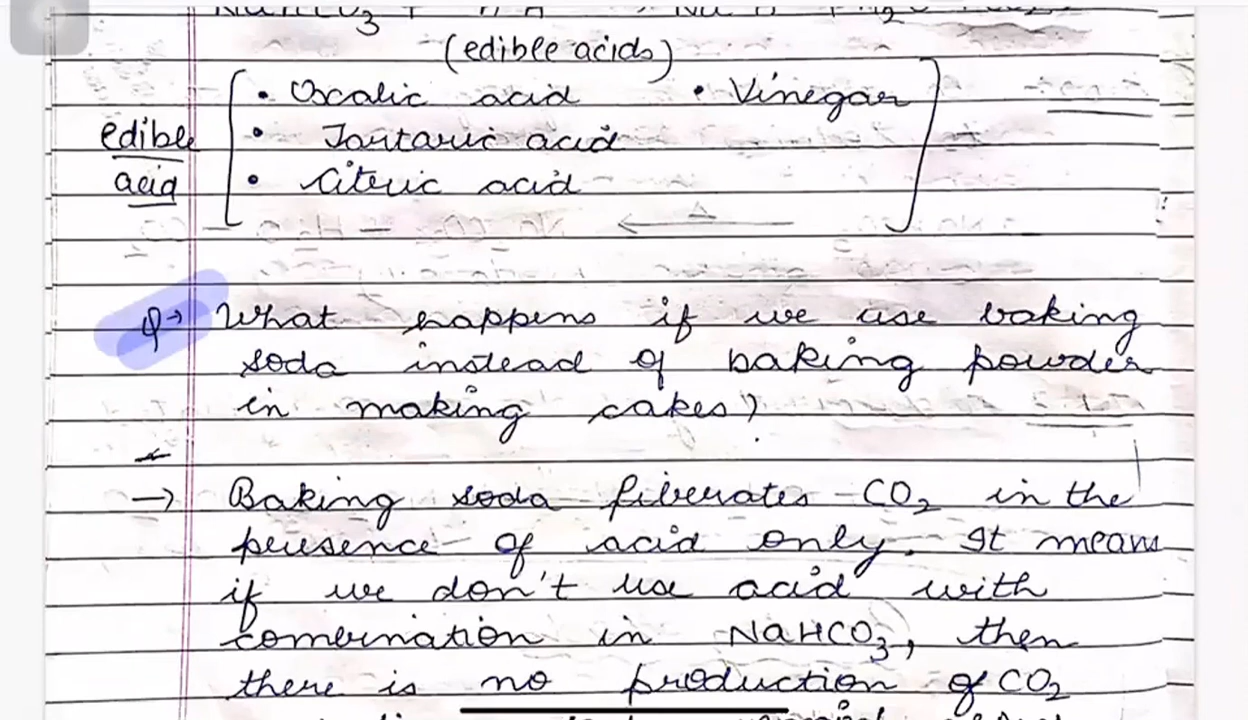 (edible acids)
• Oxcalic acid • Vinegar
edible • Tartaric acid
acid • Citric acid
Q→ What happens if we use baking
soda instead of baking powder
in making cakes?
→ Baking soda liberates CO₂ in the
presence of acid only. It means
if we don't use acid with
combination in NaHCO₃, then
there is no production of CO₂